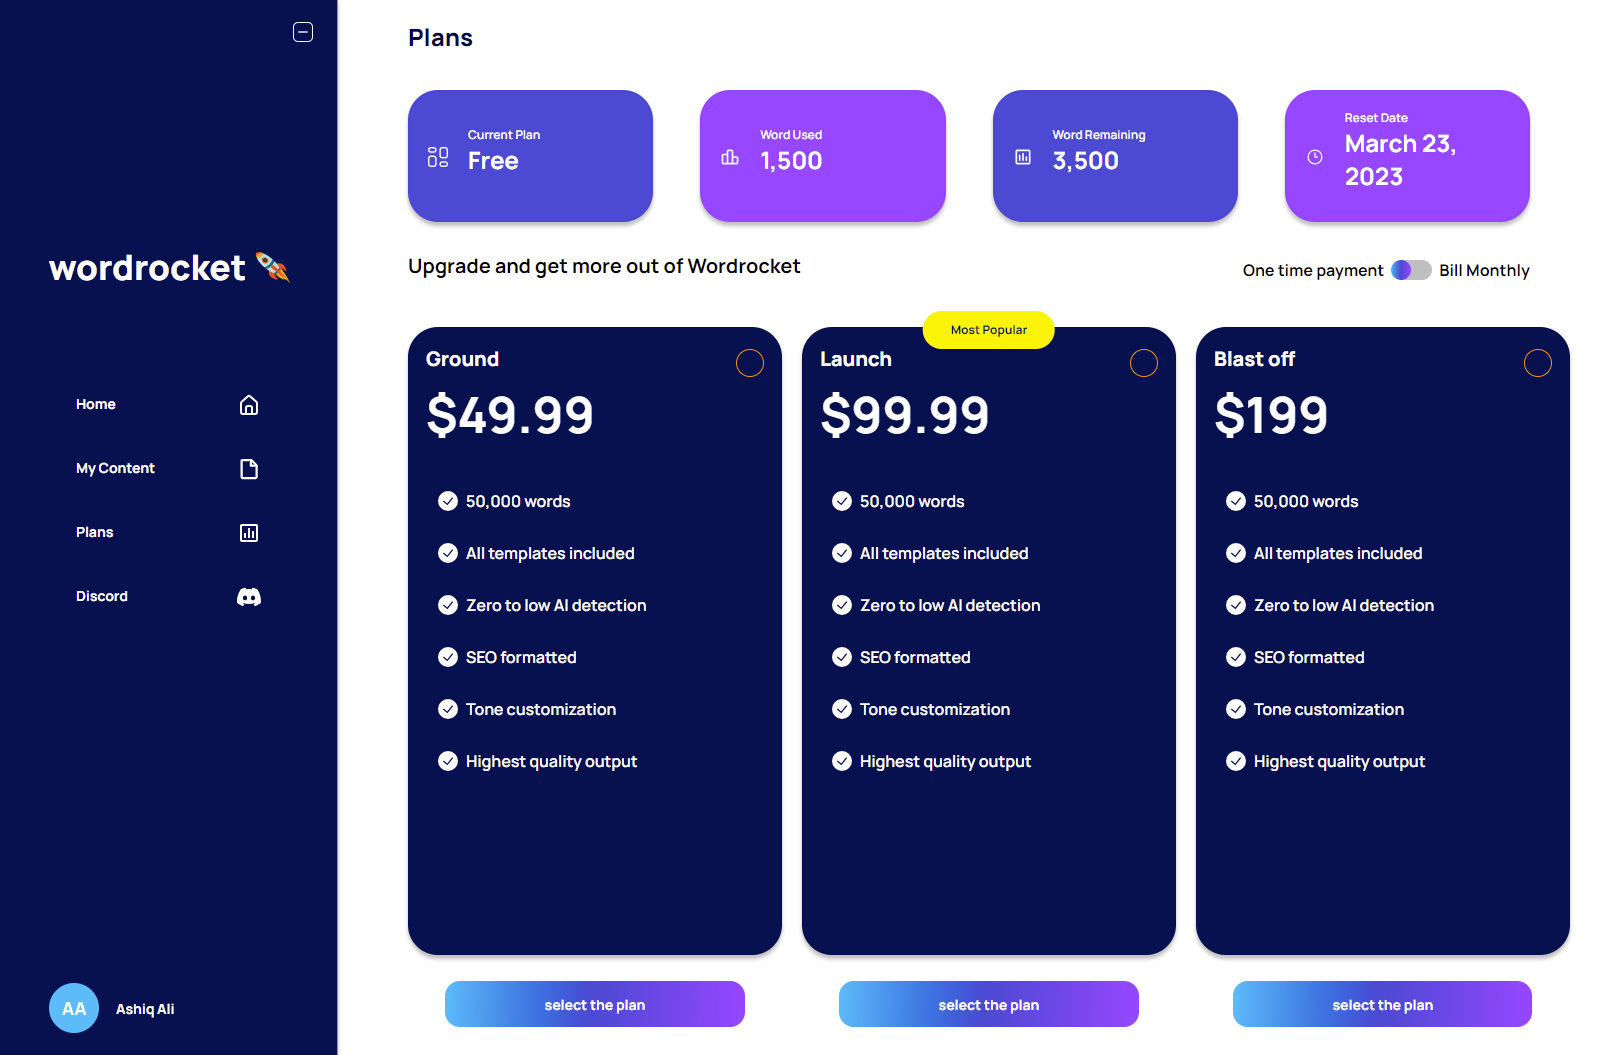 Plans
Current Plan
Free
Word Used
1,500
Word Remaining
3,500
Reset Date
March 23,
2023
wordrocket 🚀
Upgrade and get more out of Wordrocket
One time payment Bill Monthly
Home
My Content
Plans
Discord
Ground
$49.99
50,000 words
All templates included
Zero to low AI detection
SEO formatted
Tone customization
Highest quality output
select the plan
Most Popular
Launch
$99.99
50,000 words
All templates included
Zero to low AI detection
SEO formatted
Tone customization
Highest quality output
select the plan
Blast off
$199
50,000 words
All templates included
Zero to low AI detection
SEO formatted
Tone customization
Highest quality output
select the plan
AA Ashiq Ali